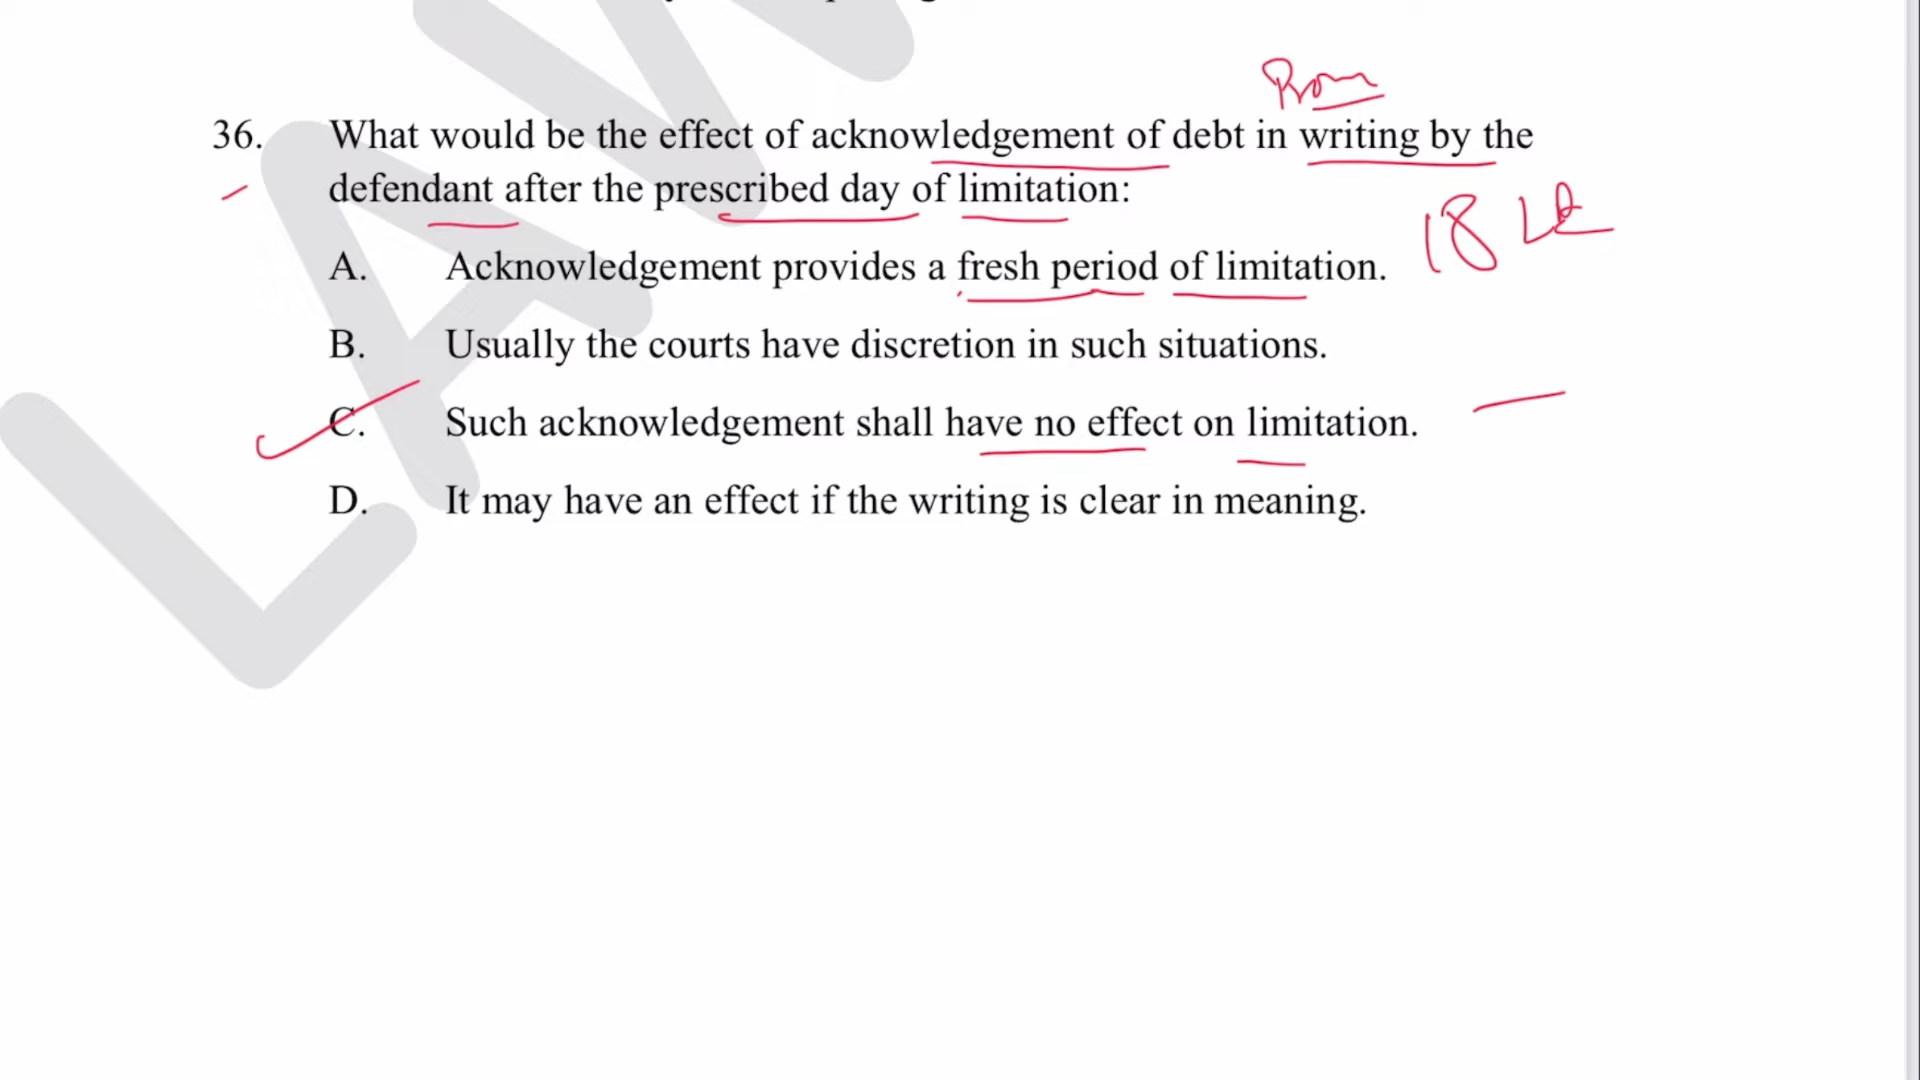 Prom
36. What would be the effect of acknowledgement of debt in writing by the
defendant after the prescribed day of limitation:
18 LA
A. Acknowledgement provides a fresh period of limitation.
B. Usually the courts have discretion in such situations.
C. Such acknowledgement shall have no effect on limitation.
D. It may have an effect if the writing is clear in meaning.
LAW